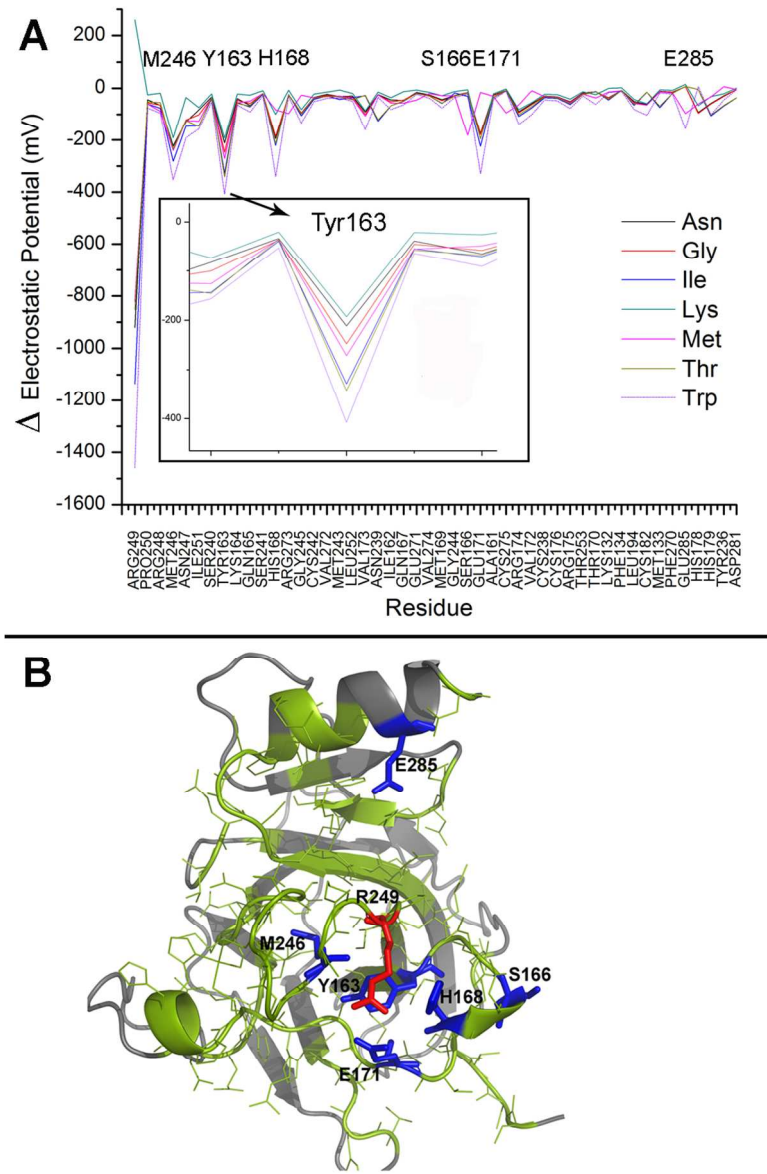 A
M246 Y163 H168 S166 E171 E285
Δ Electrostatic Potential (mV)
200
0
-200
-400
-600
-800
-1000
-1200
-1400
-1600
Tyr163
0
-200
-400
Asn
Gly
Ile
Lys
Met
Thr
Trp
ARG249
PRO250
ARG248
MET246
ASN247
ILE251
SER240
TYR163
LYS164
GLN165
SER241
HIS168
ARG273
GLY245
CYS242
VAL272
MET243
LEU252
VAL173
ASN239
ILE162
GLN167
GLU271
VAL274
MET169
GLY244
SER166
GLU171
ALA161
CYS275
ARG174
VAL172
CYS238
CYS176
ARG175
THR253
THR170
LYS132
PHE134
LEU194
CYS182
MET133
PHE270
GLU285
HIS178
HIS179
TYR236
ASP281
Residue
B
E285
R249
M246
Y163
S166
H168
E171